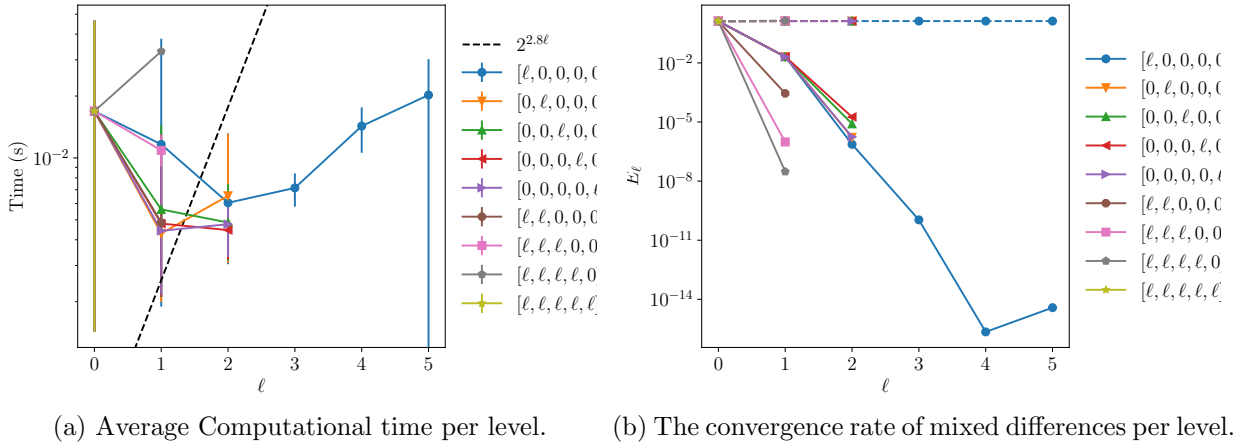 Time (s)
10⁻²
0 1 2 3 4 5
ℓ
2^{2.8ℓ}
[ℓ, 0, 0, 0, 0
[0, ℓ, 0, 0, 0
[0, 0, ℓ, 0, 0
[0, 0, 0, ℓ, 0
[0, 0, 0, 0, ℓ
[ℓ, ℓ, 0, 0, 0
[ℓ, ℓ, ℓ, 0, 0
[ℓ, ℓ, ℓ, ℓ, 0
[ℓ, ℓ, ℓ, ℓ, ℓ]
(a) Average Computational time per level.
E_ℓ
10⁻²
10⁻⁵
10⁻⁸
10⁻¹¹
10⁻¹⁴
0 1 2 3 4 5
ℓ
[ℓ, 0, 0, 0, 0
[0, ℓ, 0, 0, 0
[0, 0, ℓ, 0, 0
[0, 0, 0, ℓ, 0
[0, 0, 0, 0, ℓ
[ℓ, ℓ, 0, 0, 0
[ℓ, ℓ, ℓ, 0, 0
[ℓ, ℓ, ℓ, ℓ, 0
[ℓ, ℓ, ℓ, ℓ, ℓ]
(b) The convergence rate of mixed differences per level.